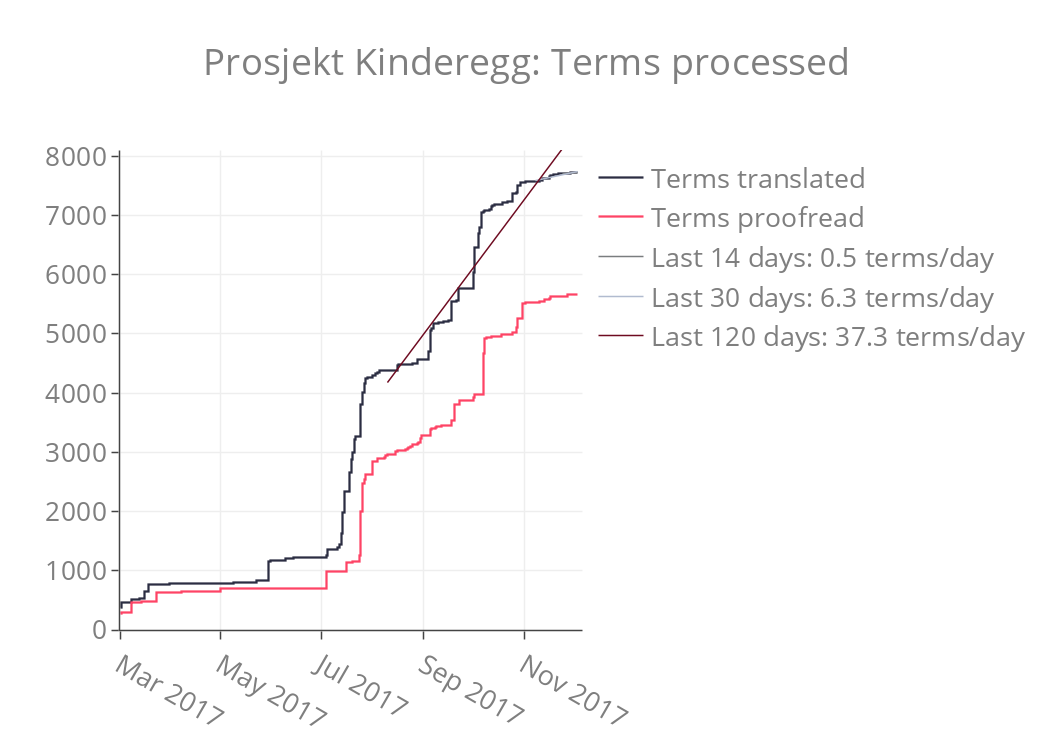 Prosjekt Kinderegg: Terms processed
8000
7000
6000
5000
4000
3000
2000
1000
0
Mar 2017
May 2017
Jul 2017
Sep 2017
Nov 2017
Terms translated
Terms proofread
Last 14 days: 0.5 terms/day
Last 30 days: 6.3 terms/day
Last 120 days: 37.3 terms/day